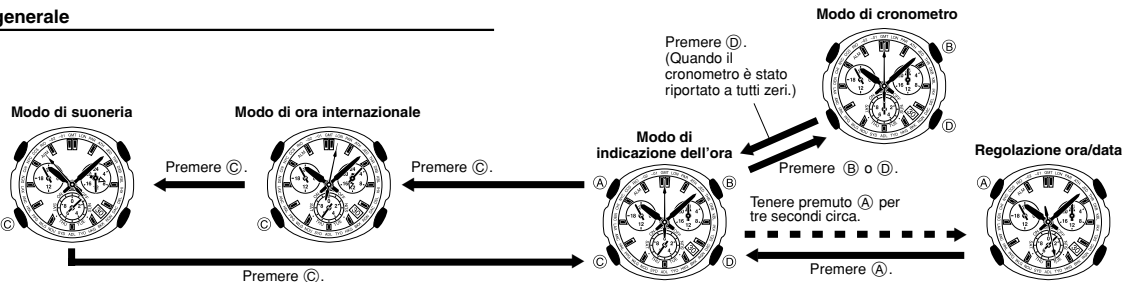 generale
Modo di cronometro
Premere Ⓓ.
(Quando il
cronometro è stato
riportato a tutti zeri.)
Ⓑ
Ⓓ
Modo di suoneria
Modo di ora internazionale
Modo di
indicazione dell'ora
Premere Ⓑ o Ⓓ.
Regolazione ora/data
Premere Ⓒ.
Premere Ⓒ.
Ⓐ
Ⓑ
Ⓐ
Tenere premuto Ⓐ per
tre secondi circa.
Ⓒ
Ⓒ
Ⓒ
Ⓓ
Premere Ⓐ.
Premere Ⓒ.